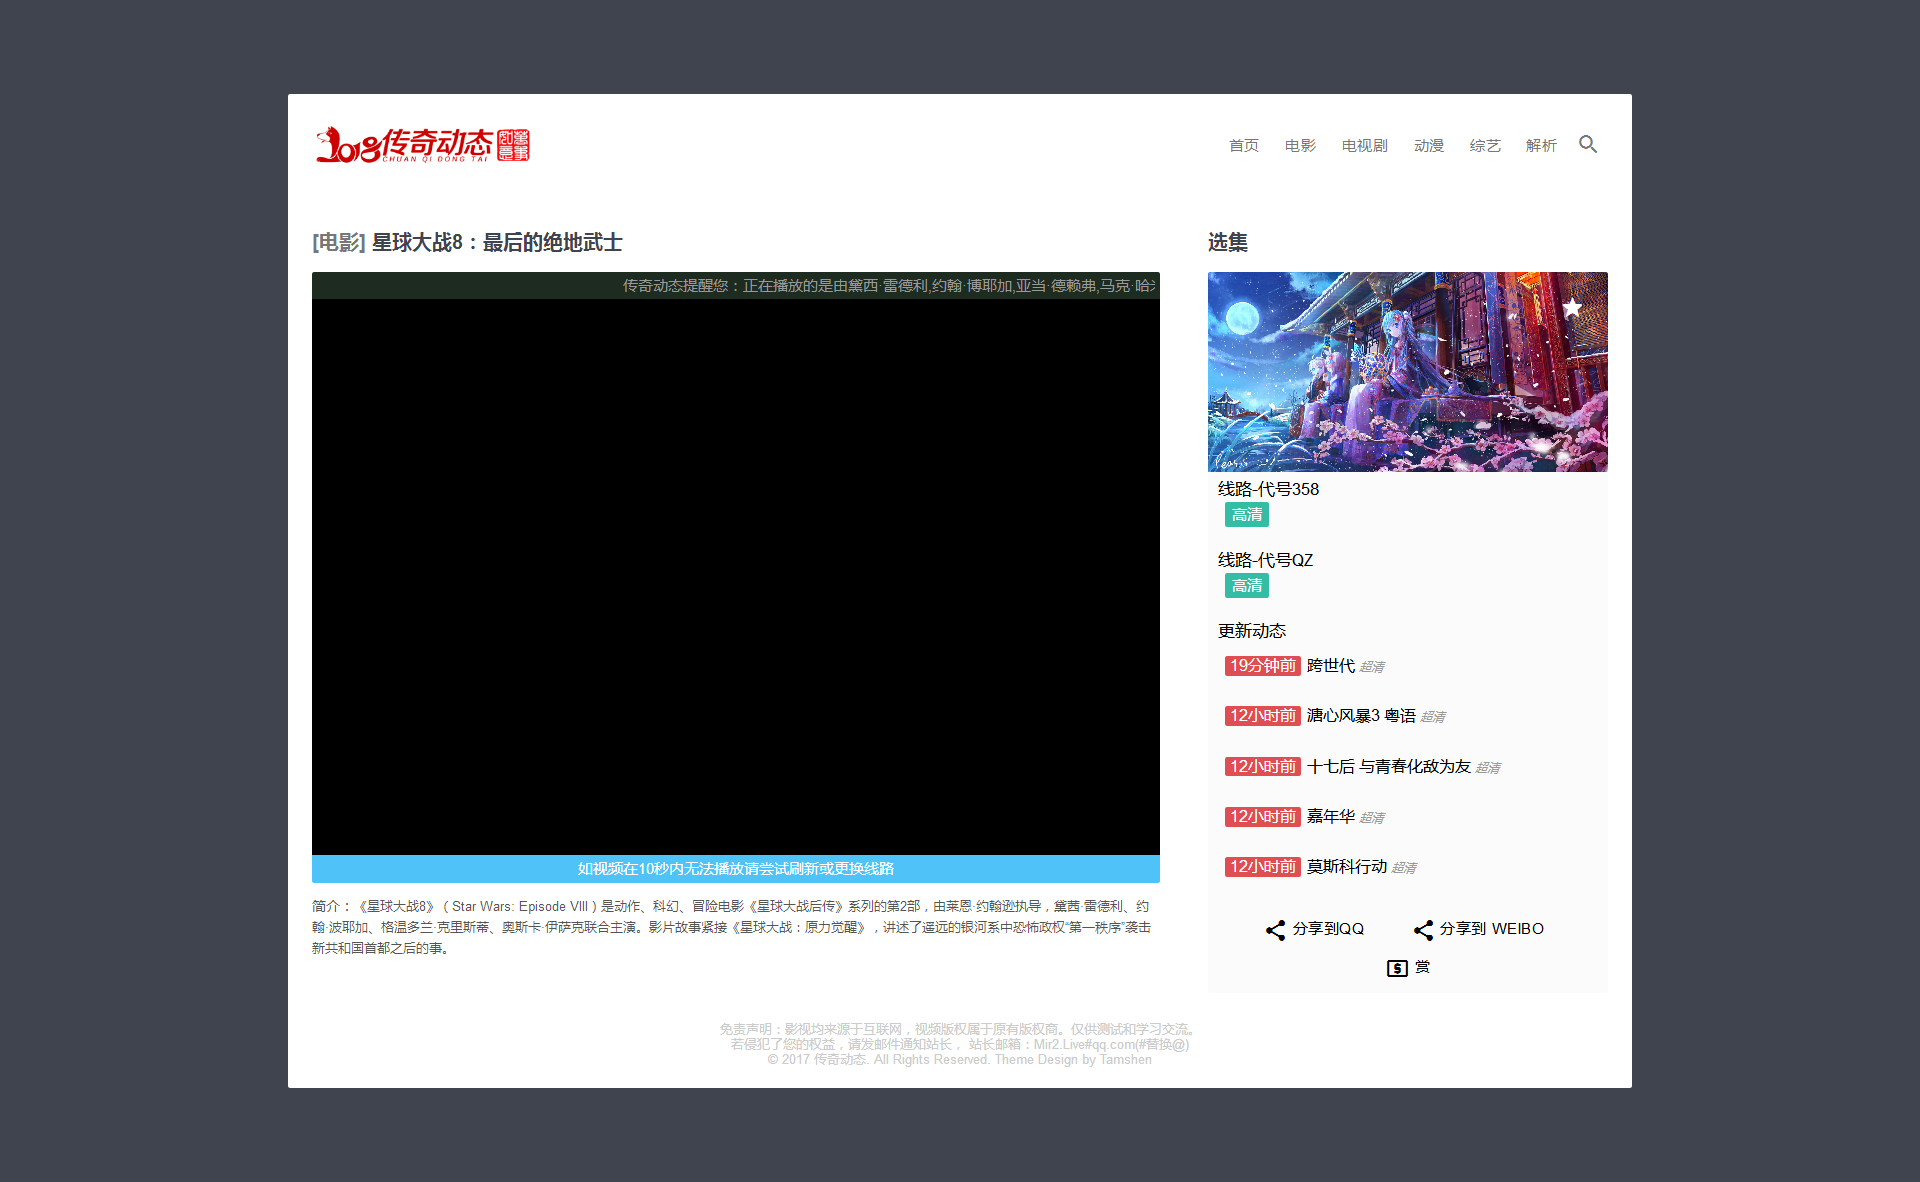 2018传奇动态 萬事如意
CHUAN QI DONG TAI
首页 电影 电视剧 动漫 综艺 解析
[电影] 星球大战8：最后的绝地武士
选集
传奇动态提醒您：正在播放的是由黛西·雷德利,约翰·博耶加,亚当·德赖弗,马克·哈
线路-代号358
高清
线路-代号QZ
高清
更新动态
19分钟前 跨世代 超清
12小时前 溏心风暴3 粤语 超清
12小时前 十七后 与青春化敌为友 超清
12小时前 嘉年华 超清
12小时前 莫斯科行动 超清
分享到QQ 分享到 WEIBO
赏
如视频在10秒内无法播放请尝试刷新或更换线路
简介：《星球大战8》（Star Wars: Episode VIII）是动作、科幻、冒险电影《星球大战后传》系列的第2部，由莱恩·约翰逊执导，黛西·雷德利、约
翰·波耶加、格温多兰·克里斯蒂、奥斯卡·伊萨克联合主演。影片故事紧接《星球大战：原力觉醒》，讲述了遥远的银河系中恐怖政权“第一秩序”袭击
新共和国首都之后的事。
免责声明：影视均来源于互联网，视频版权属于原有版权商。仅供测试和学习交流。
若侵犯了您的权益，请发邮件通知站长， 站长邮箱：Mir2.Live#qq.com(#替换@)
© 2017 传奇动态. All Rights Reserved. Theme Design by Tamshen